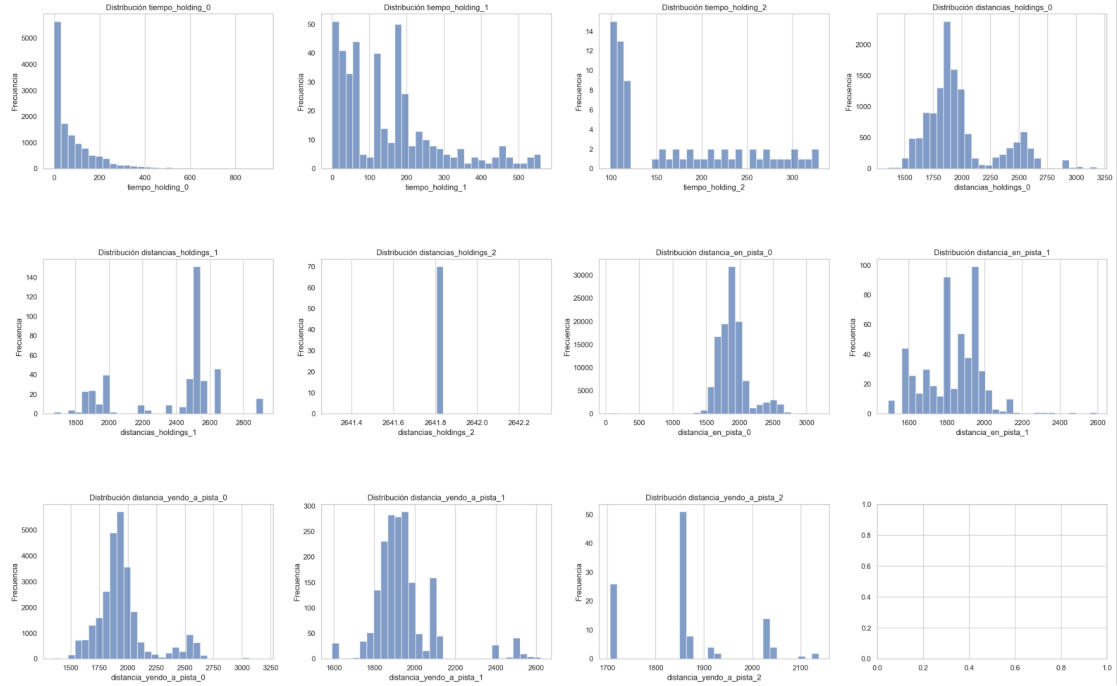 Distribución tiempo_holding_0
Frecuencia
5000
4000
3000
2000
1000
0
0 200 400 600 800
tiempo_holding_0
Distribución tiempo_holding_1
Frecuencia
50
40
30
20
10
0
0 100 200 300 400 500
tiempo_holding_1
Distribución tiempo_holding_2
Frecuencia
14
12
10
8
6
4
2
0
100 150 200 250 300
tiempo_holding_2
Distribución distancias_holdings_0
Frecuencia
2000
1500
1000
500
0
1500 1750 2000 2250 2500 2750 3000 3250
distancias_holdings_0
Distribución distancias_holdings_1
Frecuencia
140
120
100
80
60
40
20
0
1800 2000 2200 2400 2600 2800
distancias_holdings_1
Distribución distancias_holdings_2
Frecuencia
70
60
50
40
30
20
10
0
2641.4 2641.6 2641.8 2642.0 2642.2
distancias_holdings_2
Distribución distancia_en_pista_0
Frecuencia
30000
25000
20000
15000
10000
5000
0
0 500 1000 1500 2000 2500 3000
distancia_en_pista_0
Distribución distancia_en_pista_1
Frecuencia
100
80
60
40
20
0
1600 1800 2000 2200 2400 2600
distancia_en_pista_1
Distribución distancia_yendo_a_pista_0
Frecuencia
5000
4000
3000
2000
1000
0
1500 1750 2000 2250 2500 2750 3000 3250
distancia_yendo_a_pista_0
Distribución distancia_yendo_a_pista_1
Frecuencia
300
250
200
150
100
50
0
1600 1800 2000 2200 2400 2600
distancia_yendo_a_pista_1
Distribución distancia_yendo_a_pista_2
Frecuencia
50
40
30
20
10
0
1700 1800 1900 2000 2100
distancia_yendo_a_pista_2
1.0
0.8
0.6
0.4
0.2
0.0
0.0 0.2 0.4 0.6 0.8 1.0